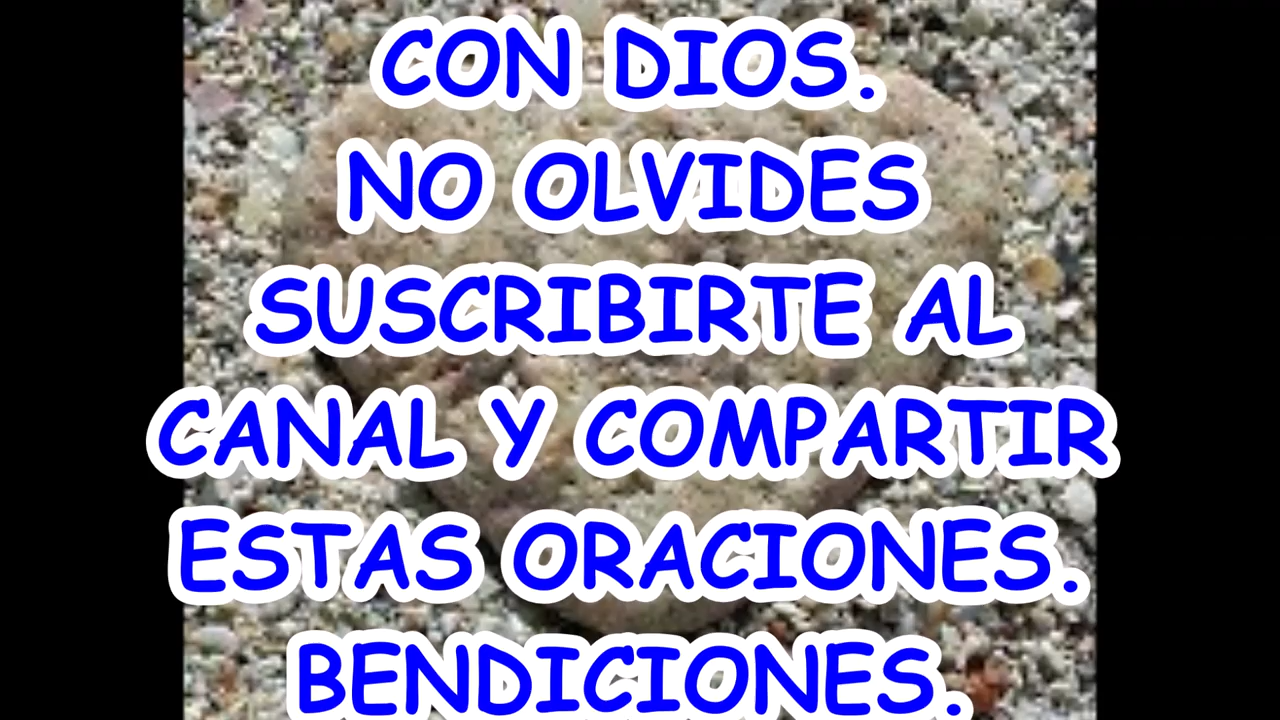 CON DIOS.
NO OLVIDES
SUSCRIBIRTE AL
CANAL Y COMPARTIR
ESTAS ORACIONES.
BENDICIONES.